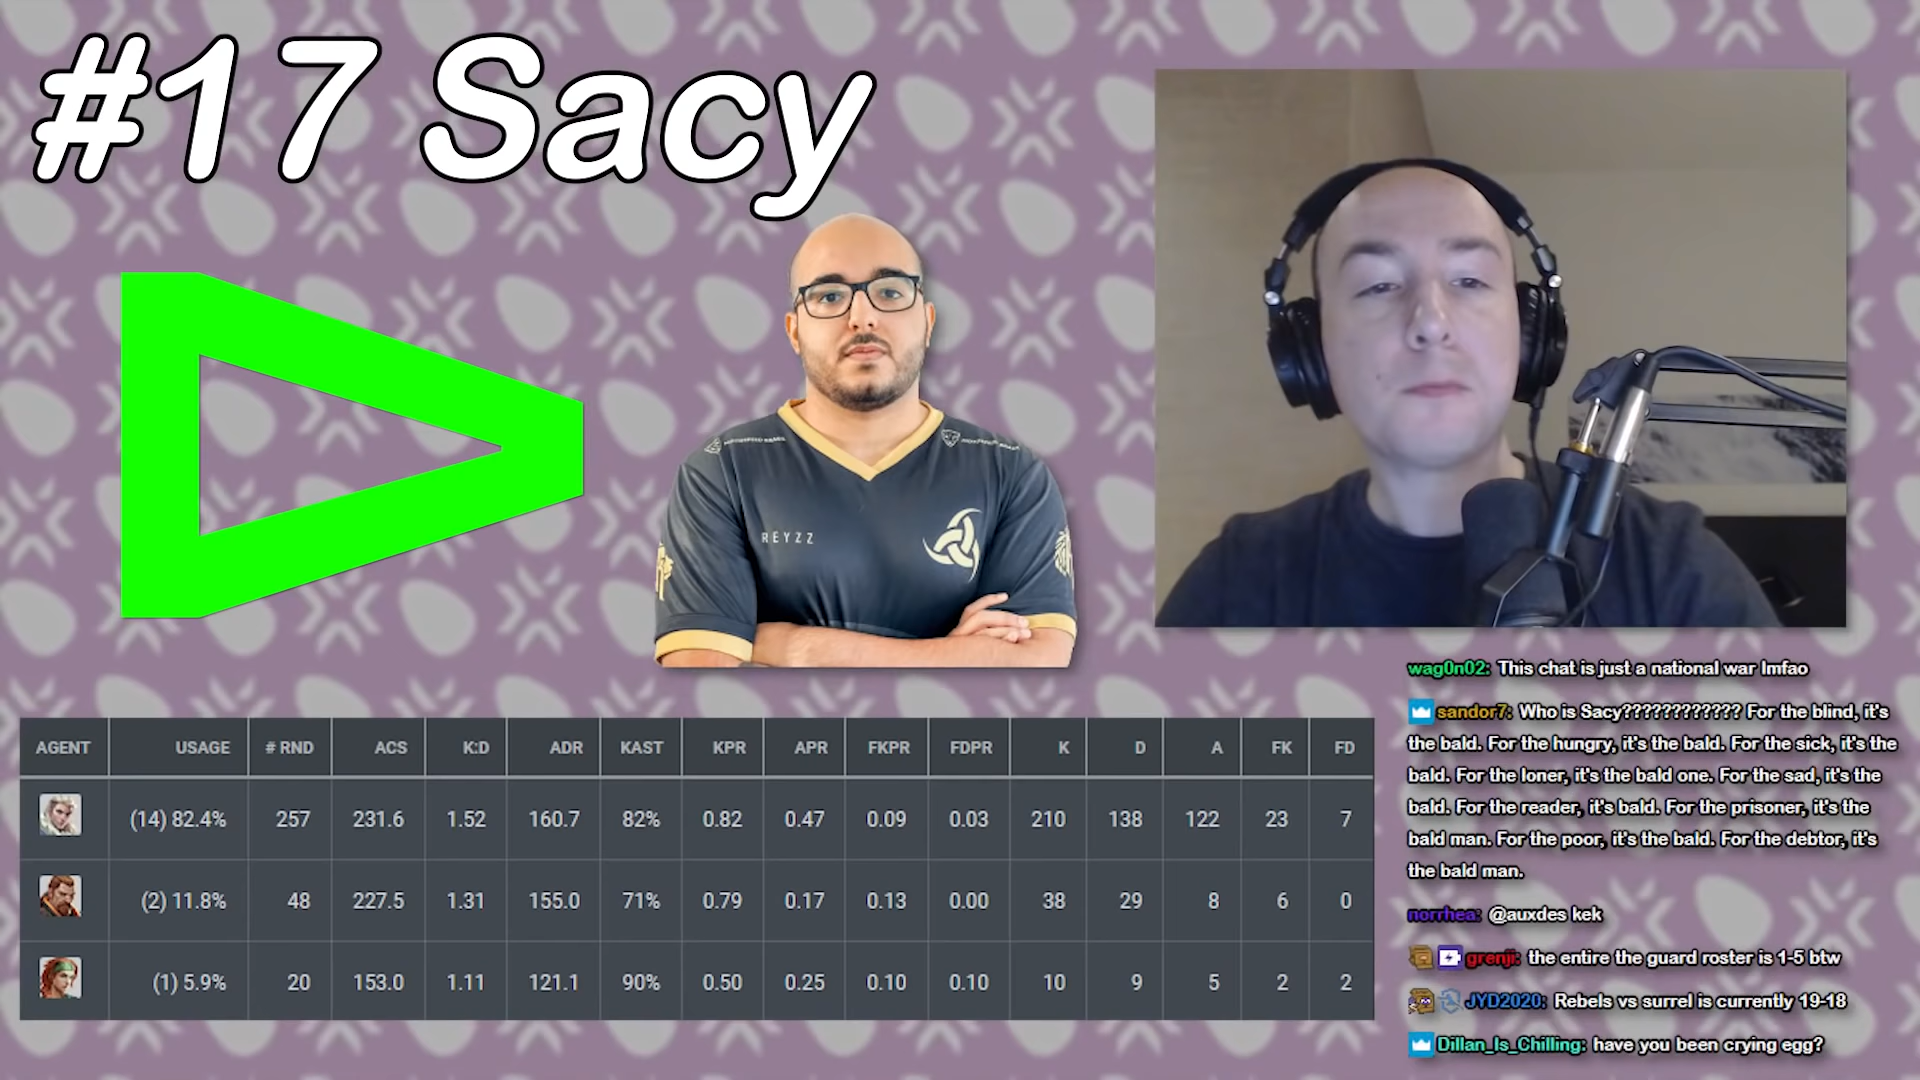 #17 Sacy
REYZZ
AGENT USAGE # RND ACS K:D ADR KAST KPR APR FKPR FDPR K D A FK FD
(14) 82.4% 257 231.6 1.52 160.7 82% 0.82 0.47 0.09 0.03 210 138 122 23 7
(2) 11.8% 48 227.5 1.31 155.0 71% 0.79 0.17 0.13 0.00 38 29 8 6 0
(1) 5.9% 20 153.0 1.11 121.1 90% 0.50 0.25 0.10 0.10 10 9 5 2 2
wag0n02: This chat is just a national war lmfao
sandor7: Who is Sacy???????????? For the blind, it's
the bald. For the hungry, it's the bald. For the sick, it's the
bald. For the loner, it's the bald one. For the sad, it's the
bald. For the reader, it's bald. For the prisoner, it's the
bald man. For the poor, it's the bald. For the debtor, it's
the bald man.
norrhea: @auxdes kek
grenji: the entire the guard roster is 1-5 btw
JYD2020: Rebels vs surrel is currently 19-18
Dillan_Is_Chilling: have you been crying egg?